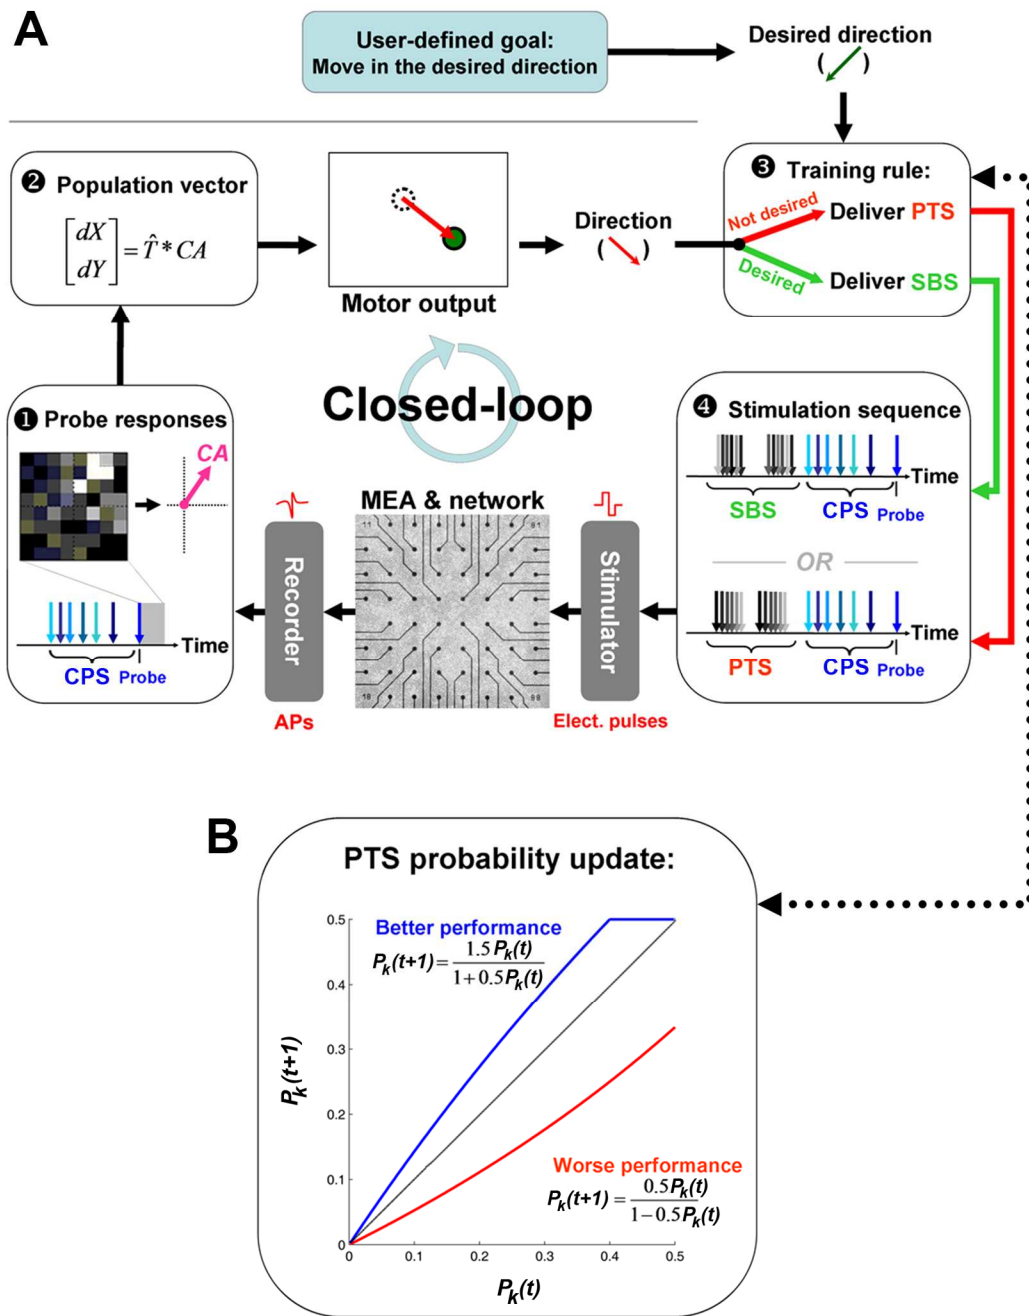 A
User-defined goal:
Move in the desired direction
Desired direction
( )
❷ Population vector
[dX dY] = T̂ * CA
Motor output
Direction
( )
❸ Training rule:
Not desired
Deliver PTS
Desired
Deliver SBS
Closed-loop
❶ Probe responses
CA
Time
CPS Probe
APs
Recorder
MEA & network
11
81
18
88
Stimulator
Elect. pulses
❹ Stimulation sequence
Time
SBS CPS Probe
OR
Time
PTS CPS Probe
B
PTS probability update:
Better performance
Pk(t+1) = 1.5Pk(t) / 1+0.5Pk(t)
Worse performance
Pk(t+1) = 0.5Pk(t) / 1−0.5Pk(t)
Pk(t+1)
0.5
0.4
0.3
0.2
0.1
0
0 0.1 0.2 0.3 0.4 0.5
Pk(t)